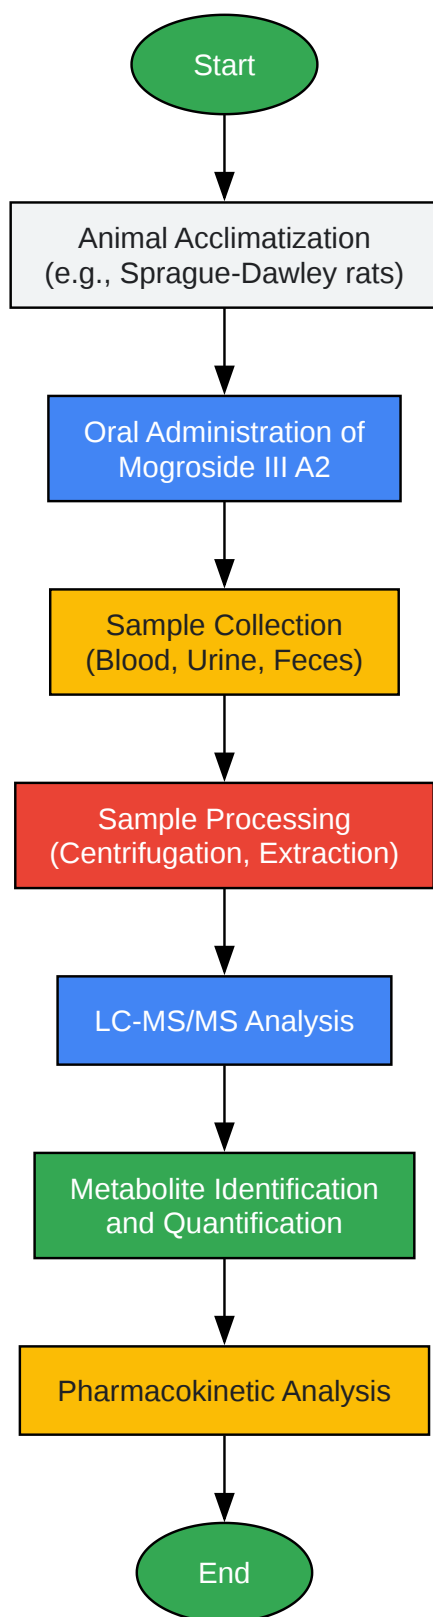 Start
Animal Acclimatization
(e.g., Sprague-Dawley rats)
Oral Administration of
Mogroside III A2
Sample Collection
(Blood, Urine, Feces)
Sample Processing
(Centrifugation, Extraction)
LC-MS/MS Analysis
Metabolite Identification
and Quantification
Pharmacokinetic Analysis
End